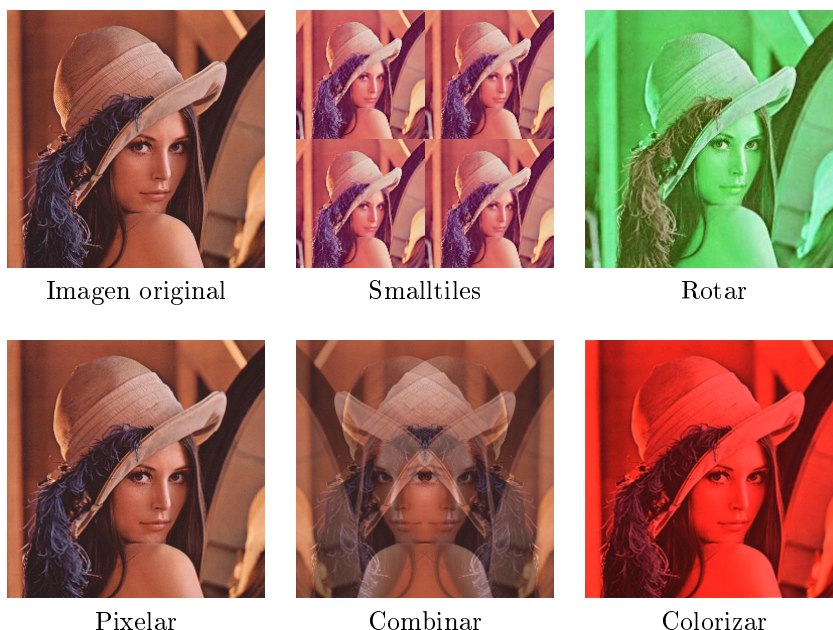 Imagen original
Smalltiles
Rotar
Pixelar
Combinar
Colorizar